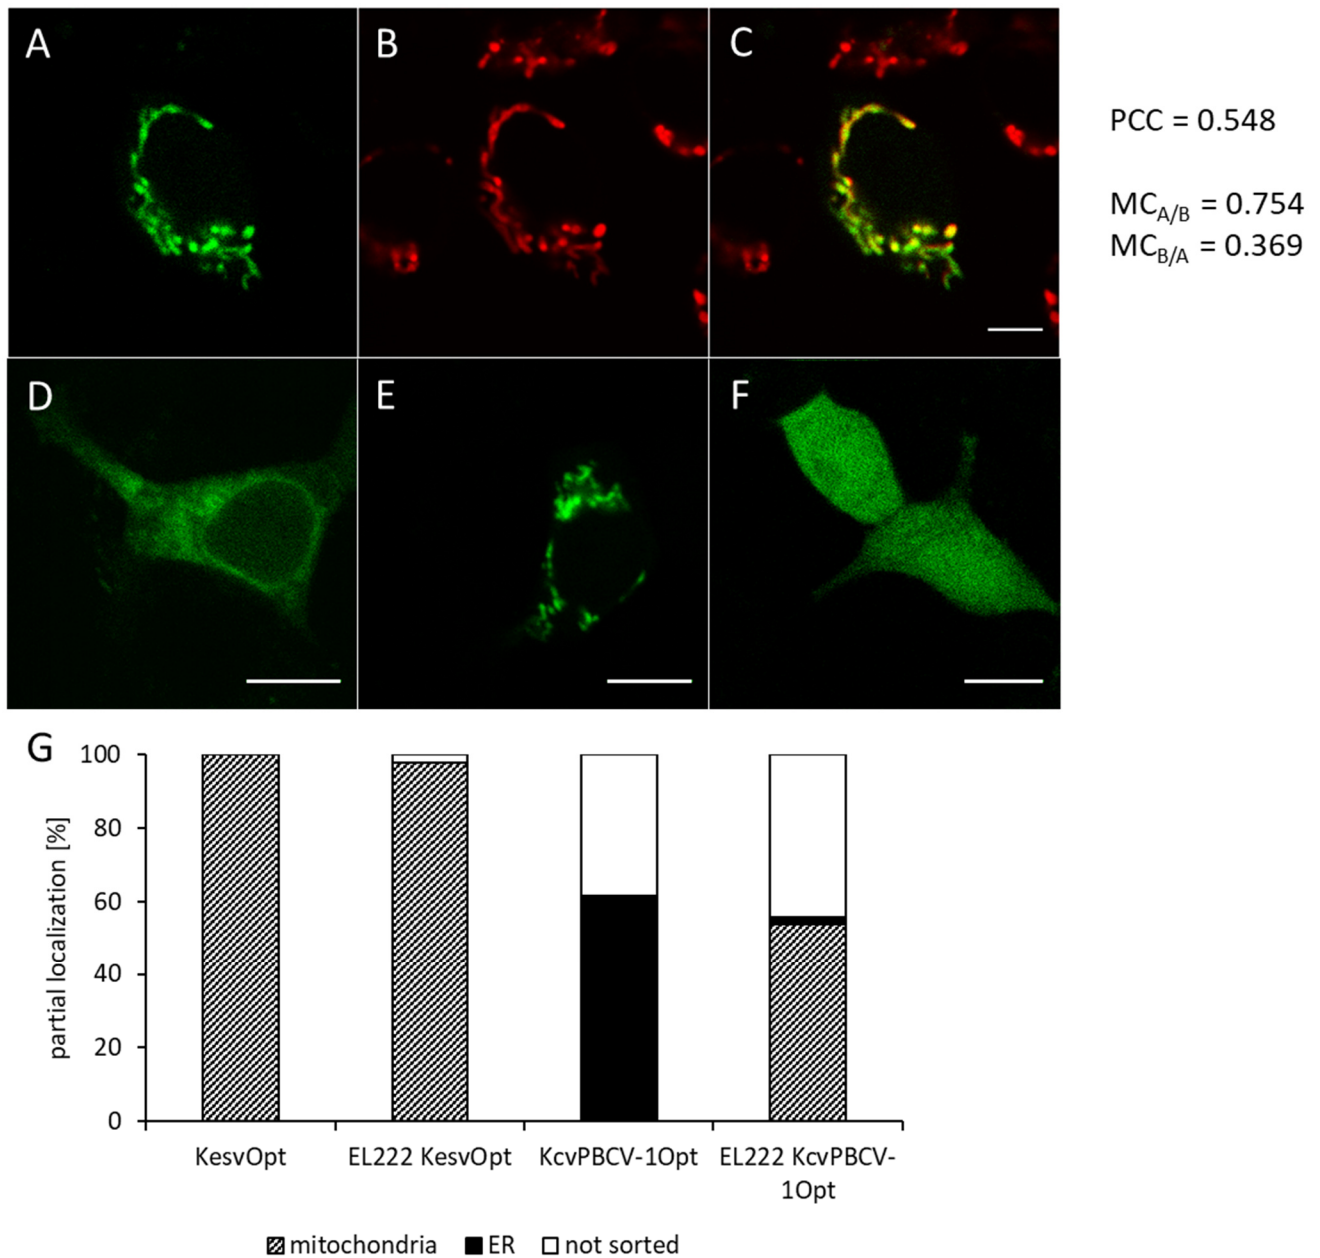 A
B
C
PCC = 0.548
MCA/B = 0.754
MCB/A = 0.369
D
E
F
G
100
80
60
40
20
0
partial localization [%]
KesvOpt
EL222 KesvOpt
KcvPBCV-1Opt
EL222 KcvPBCV-
1Opt
mitochondria
ER
not sorted